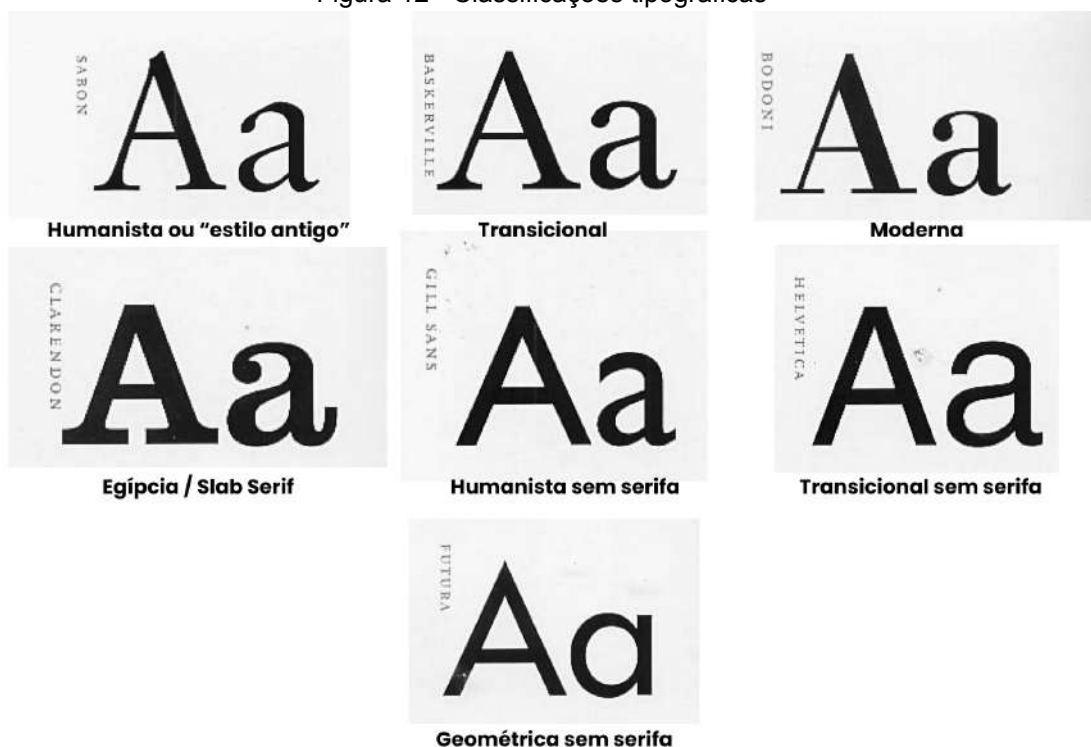 Figura 12 - Classificações tipográficas
SABON
Aa
Humanista ou “estilo antigo”
BASKERVILLE
Aa
Transicional
BODONI
Aa
Moderna
CLARENDON
Aa
Egípcia / Slab Serif
GILL SANS
Aa
Humanista sem serifa
HELVETICA
Aa
Transicional sem serifa
FUTURA
Aa
Geométrica sem serifa